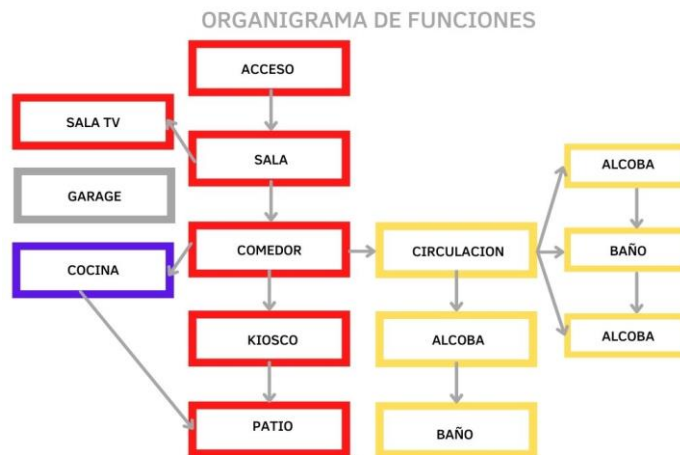 ORGANIGRAMA DE FUNCIONES
ACCESO
SALA TV
SALA
ALCOBA
GARAGE
COMEDOR
CIRCULACION
BAÑO
COCINA
KIOSCO
ALCOBA
ALCOBA
PATIO
BAÑO